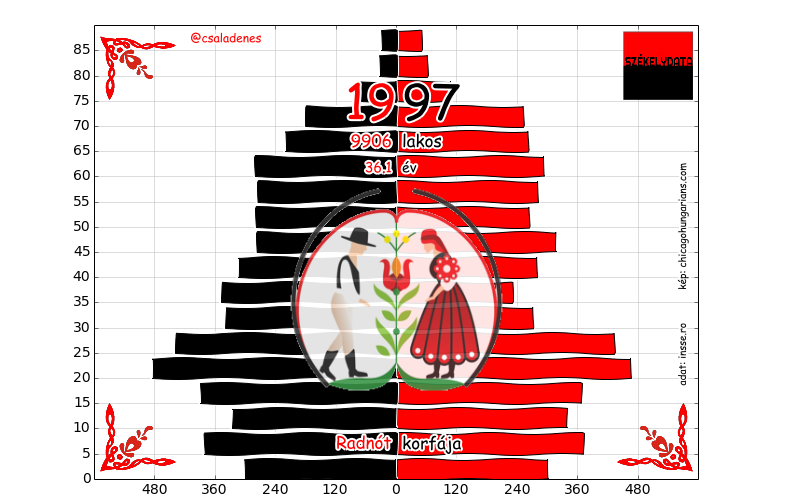 @csaladenes
SZÉKELYDATA
1997
9906 lakos
36.1 év
kép: chicagohungarians.com
adat: insse.ro
Radnót korfája
85
80
75
70
65
60
55
50
45
40
35
30
25
20
15
10
5
0
480 360 240 120 0 120 240 360 480